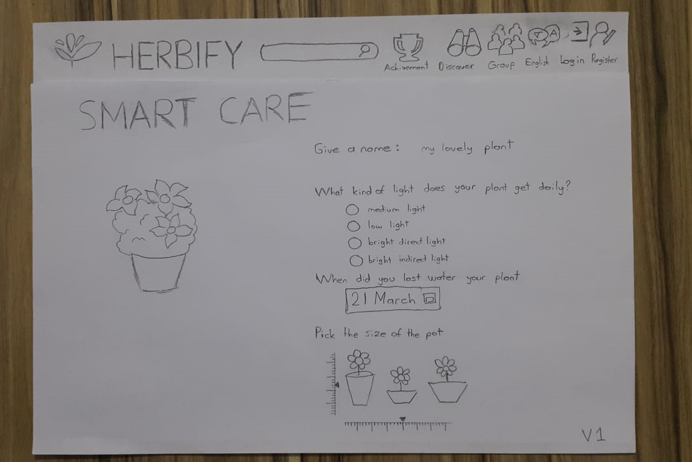 HERBIFY
Achievement Discover Group English Login Register
SMART CARE
Give a name: my lovely plant
What kind of light does your plant get daily?
medium light
low light
bright direct light
bright indirect light
When did you last water your plant
21 March
Pick the size of the pot
V1